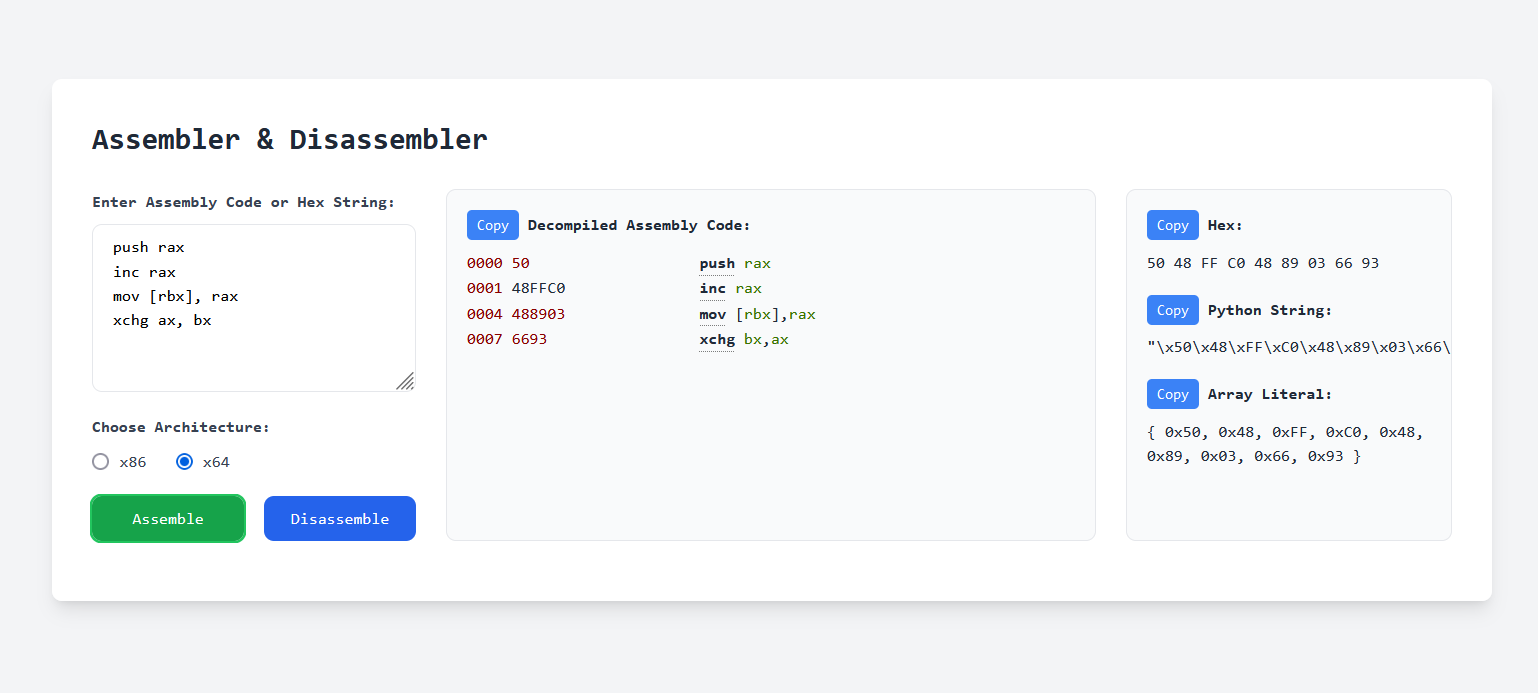 Assembler & Disassembler
Enter Assembly Code or Hex String:
push rax
inc rax
mov [rbx], rax
xchg ax, bx
Choose Architecture:
x86
x64
Assemble
Disassemble
Copy Decompiled Assembly Code:
0000 50 push rax
0001 48FFC0 inc rax
0004 488903 mov [rbx],rax
0007 6693 xchg bx,ax
Copy Hex:
50 48 FF C0 48 89 03 66 93
Copy Python String:
"\x50\x48\xFF\xC0\x48\x89\x03\x66\
Copy Array Literal:
{ 0x50, 0x48, 0xFF, 0xC0, 0x48,
0x89, 0x03, 0x66, 0x93 }